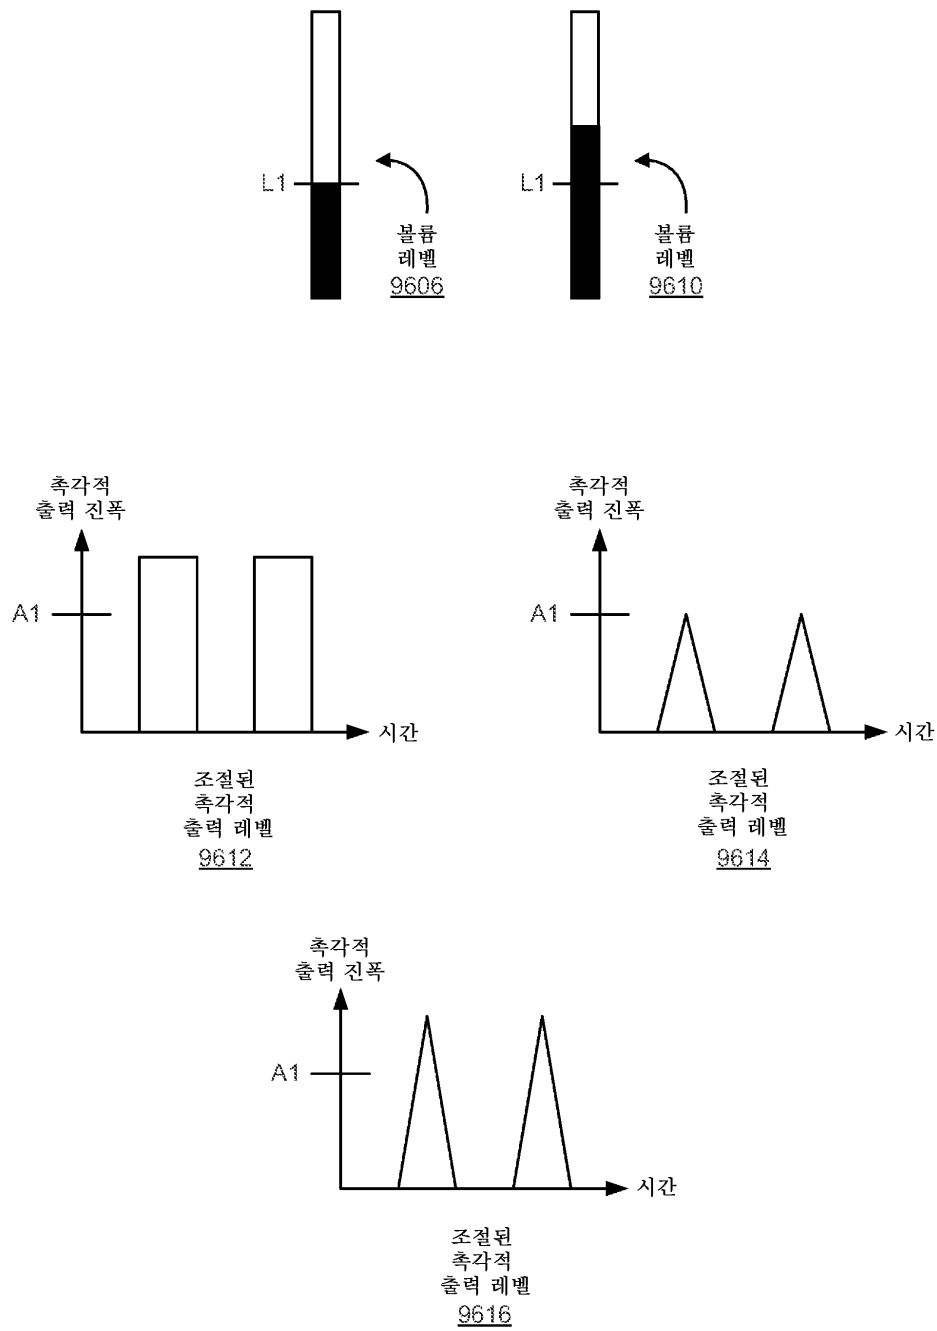 L1
볼륨
레벨
9606
L1
볼륨
레벨
9610
촉각적
출력 진폭
A1
시간
조절된
촉각적
출력 레벨
9612
촉각적
출력 진폭
A1
시간
조절된
촉각적
출력 레벨
9614
촉각적
출력 진폭
A1
시간
조절된
촉각적
출력 레벨
9616